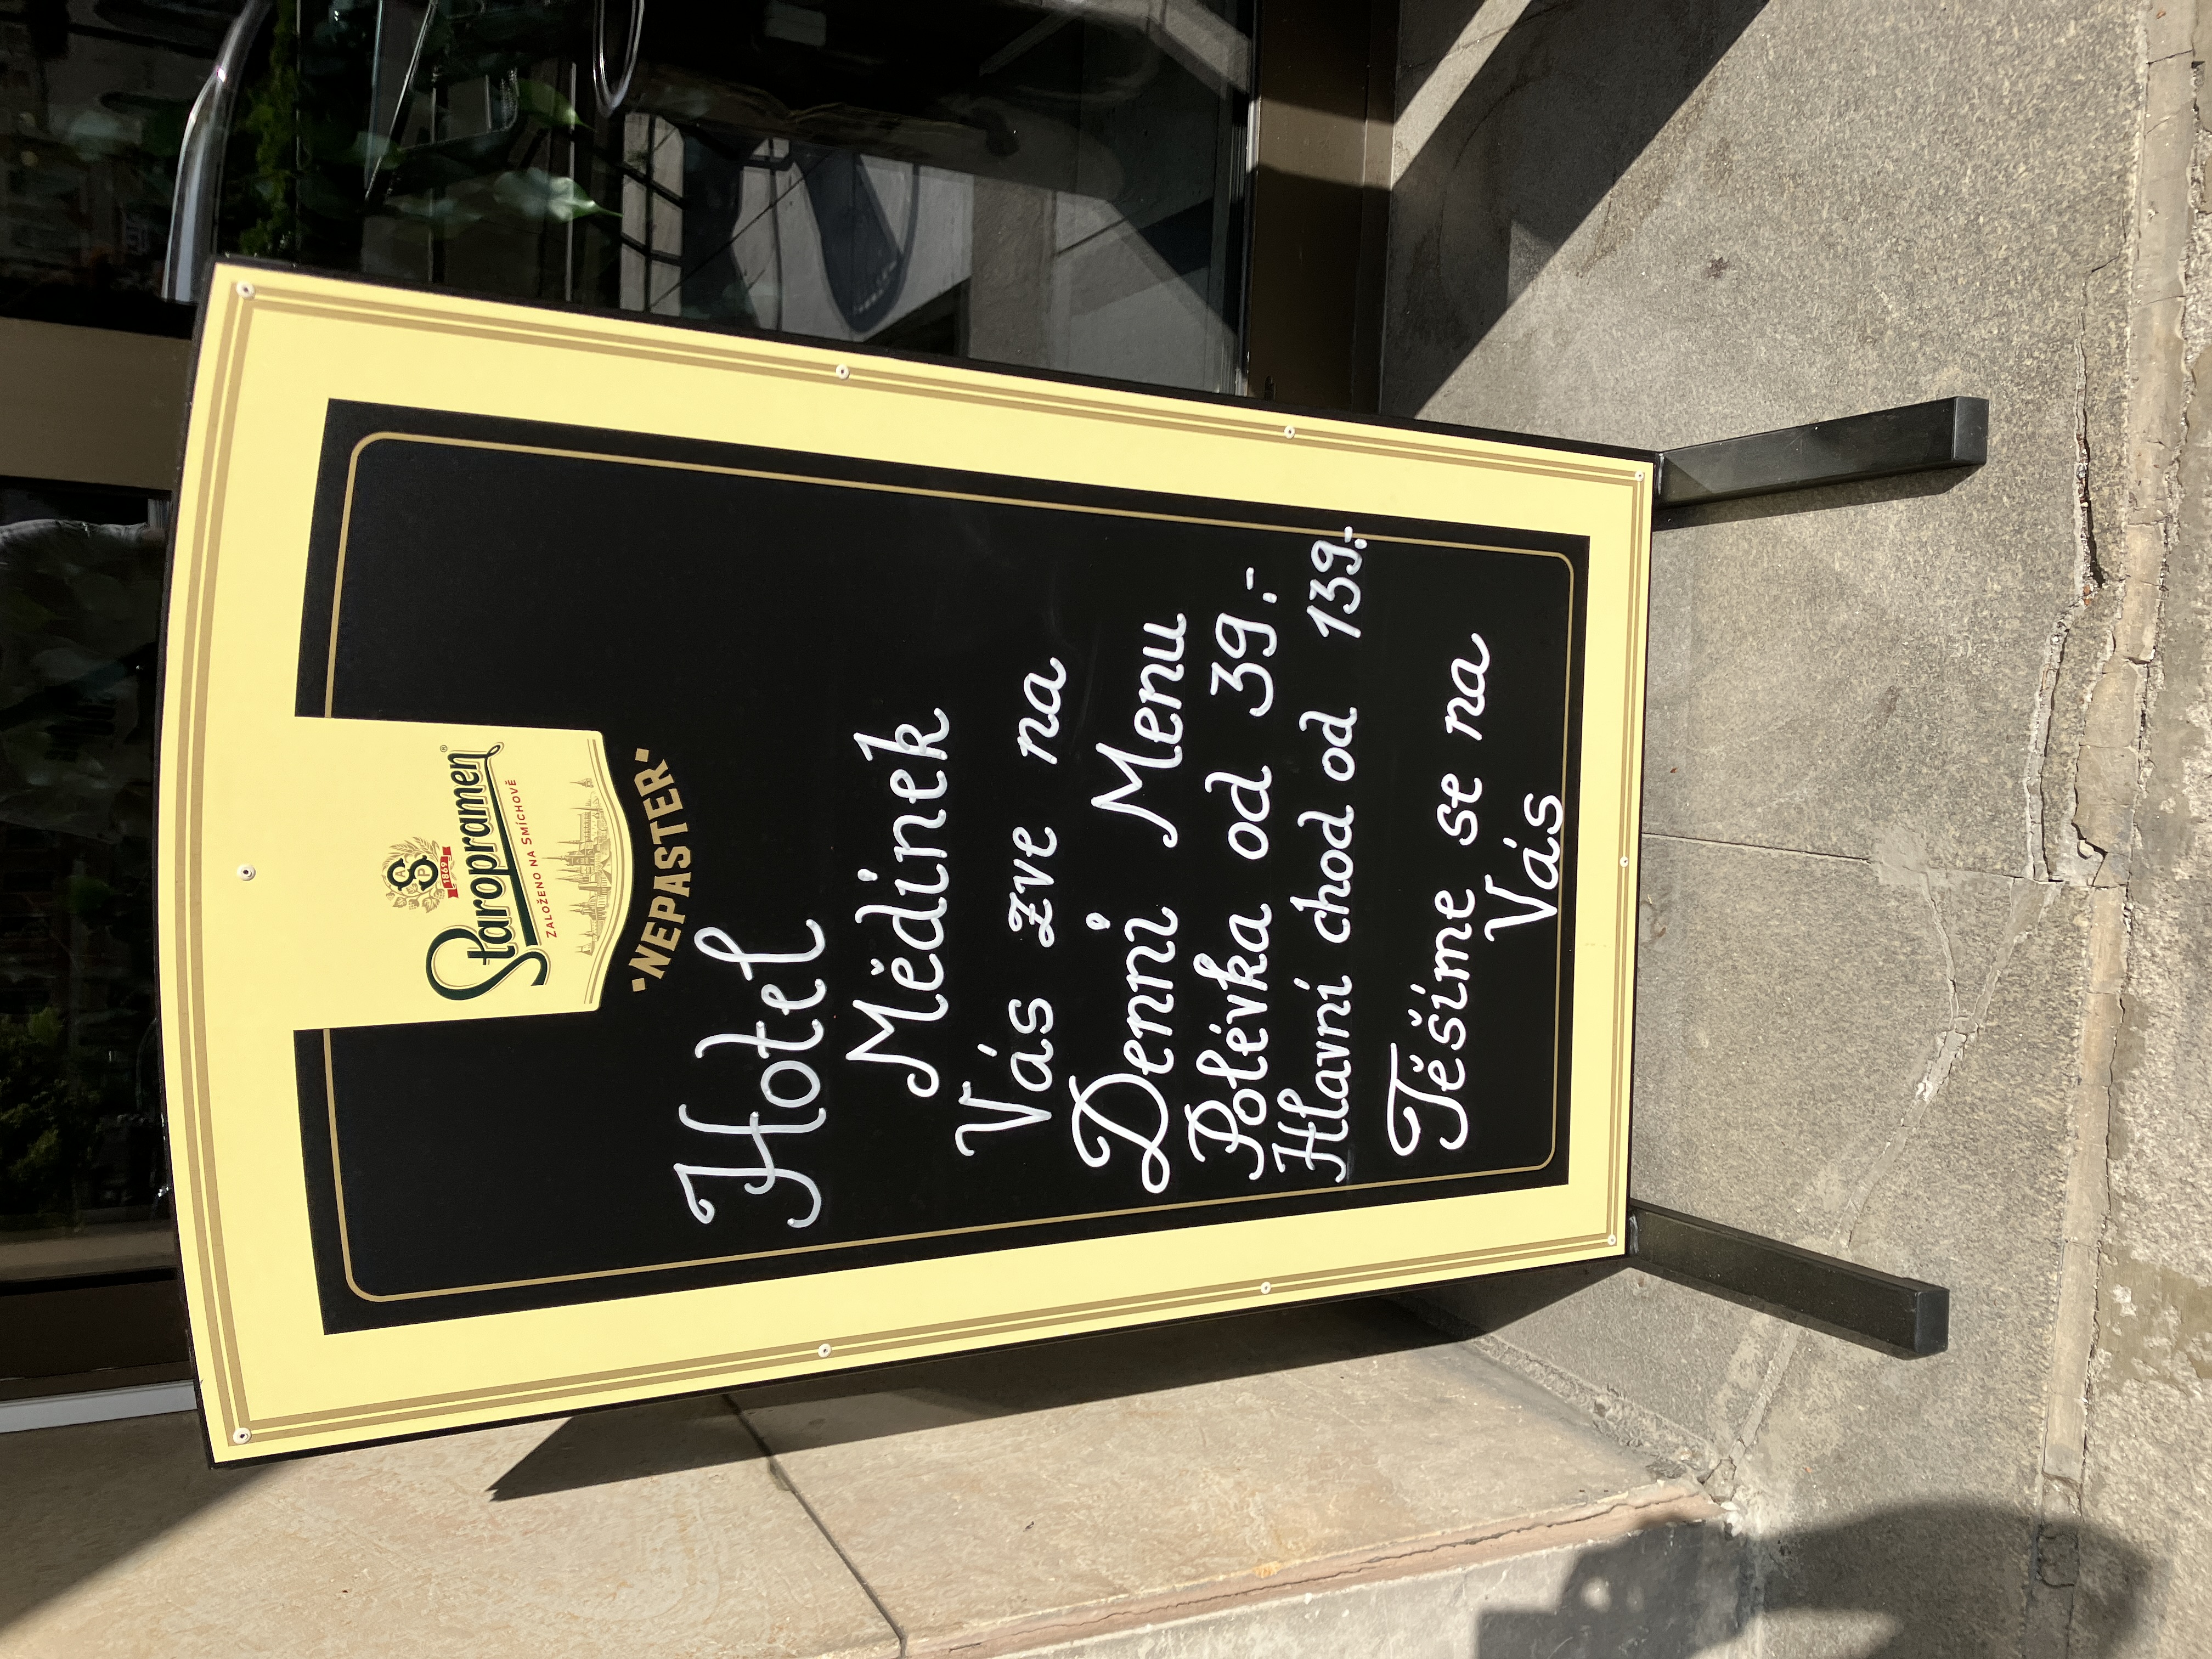 1869
Staropramen
ZALOŽENO NA SMÍCHOVĚ
NEPASTER
Hotel
Mědínek
Vás zve na
Denní Menu
Polévka od 39.-
Hlavní chod od 139.-
Těšíme se na
Vás